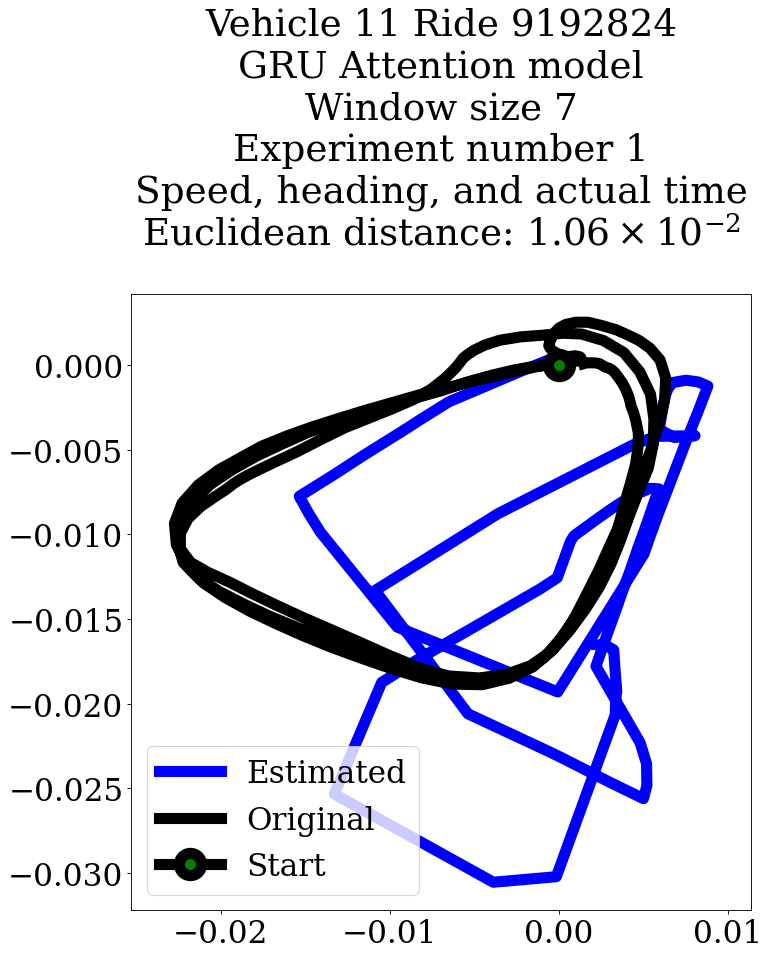 Vehicle 11 Ride 9192824
GRU Attention model
Window size 7
Experiment number 1
Speed, heading, and actual time
Euclidean distance: 1.06 × 10⁻²
0.000
−0.005
−0.010
−0.015
−0.020
−0.025
−0.030
Estimated
Original
Start
−0.02 −0.01 0.00 0.01